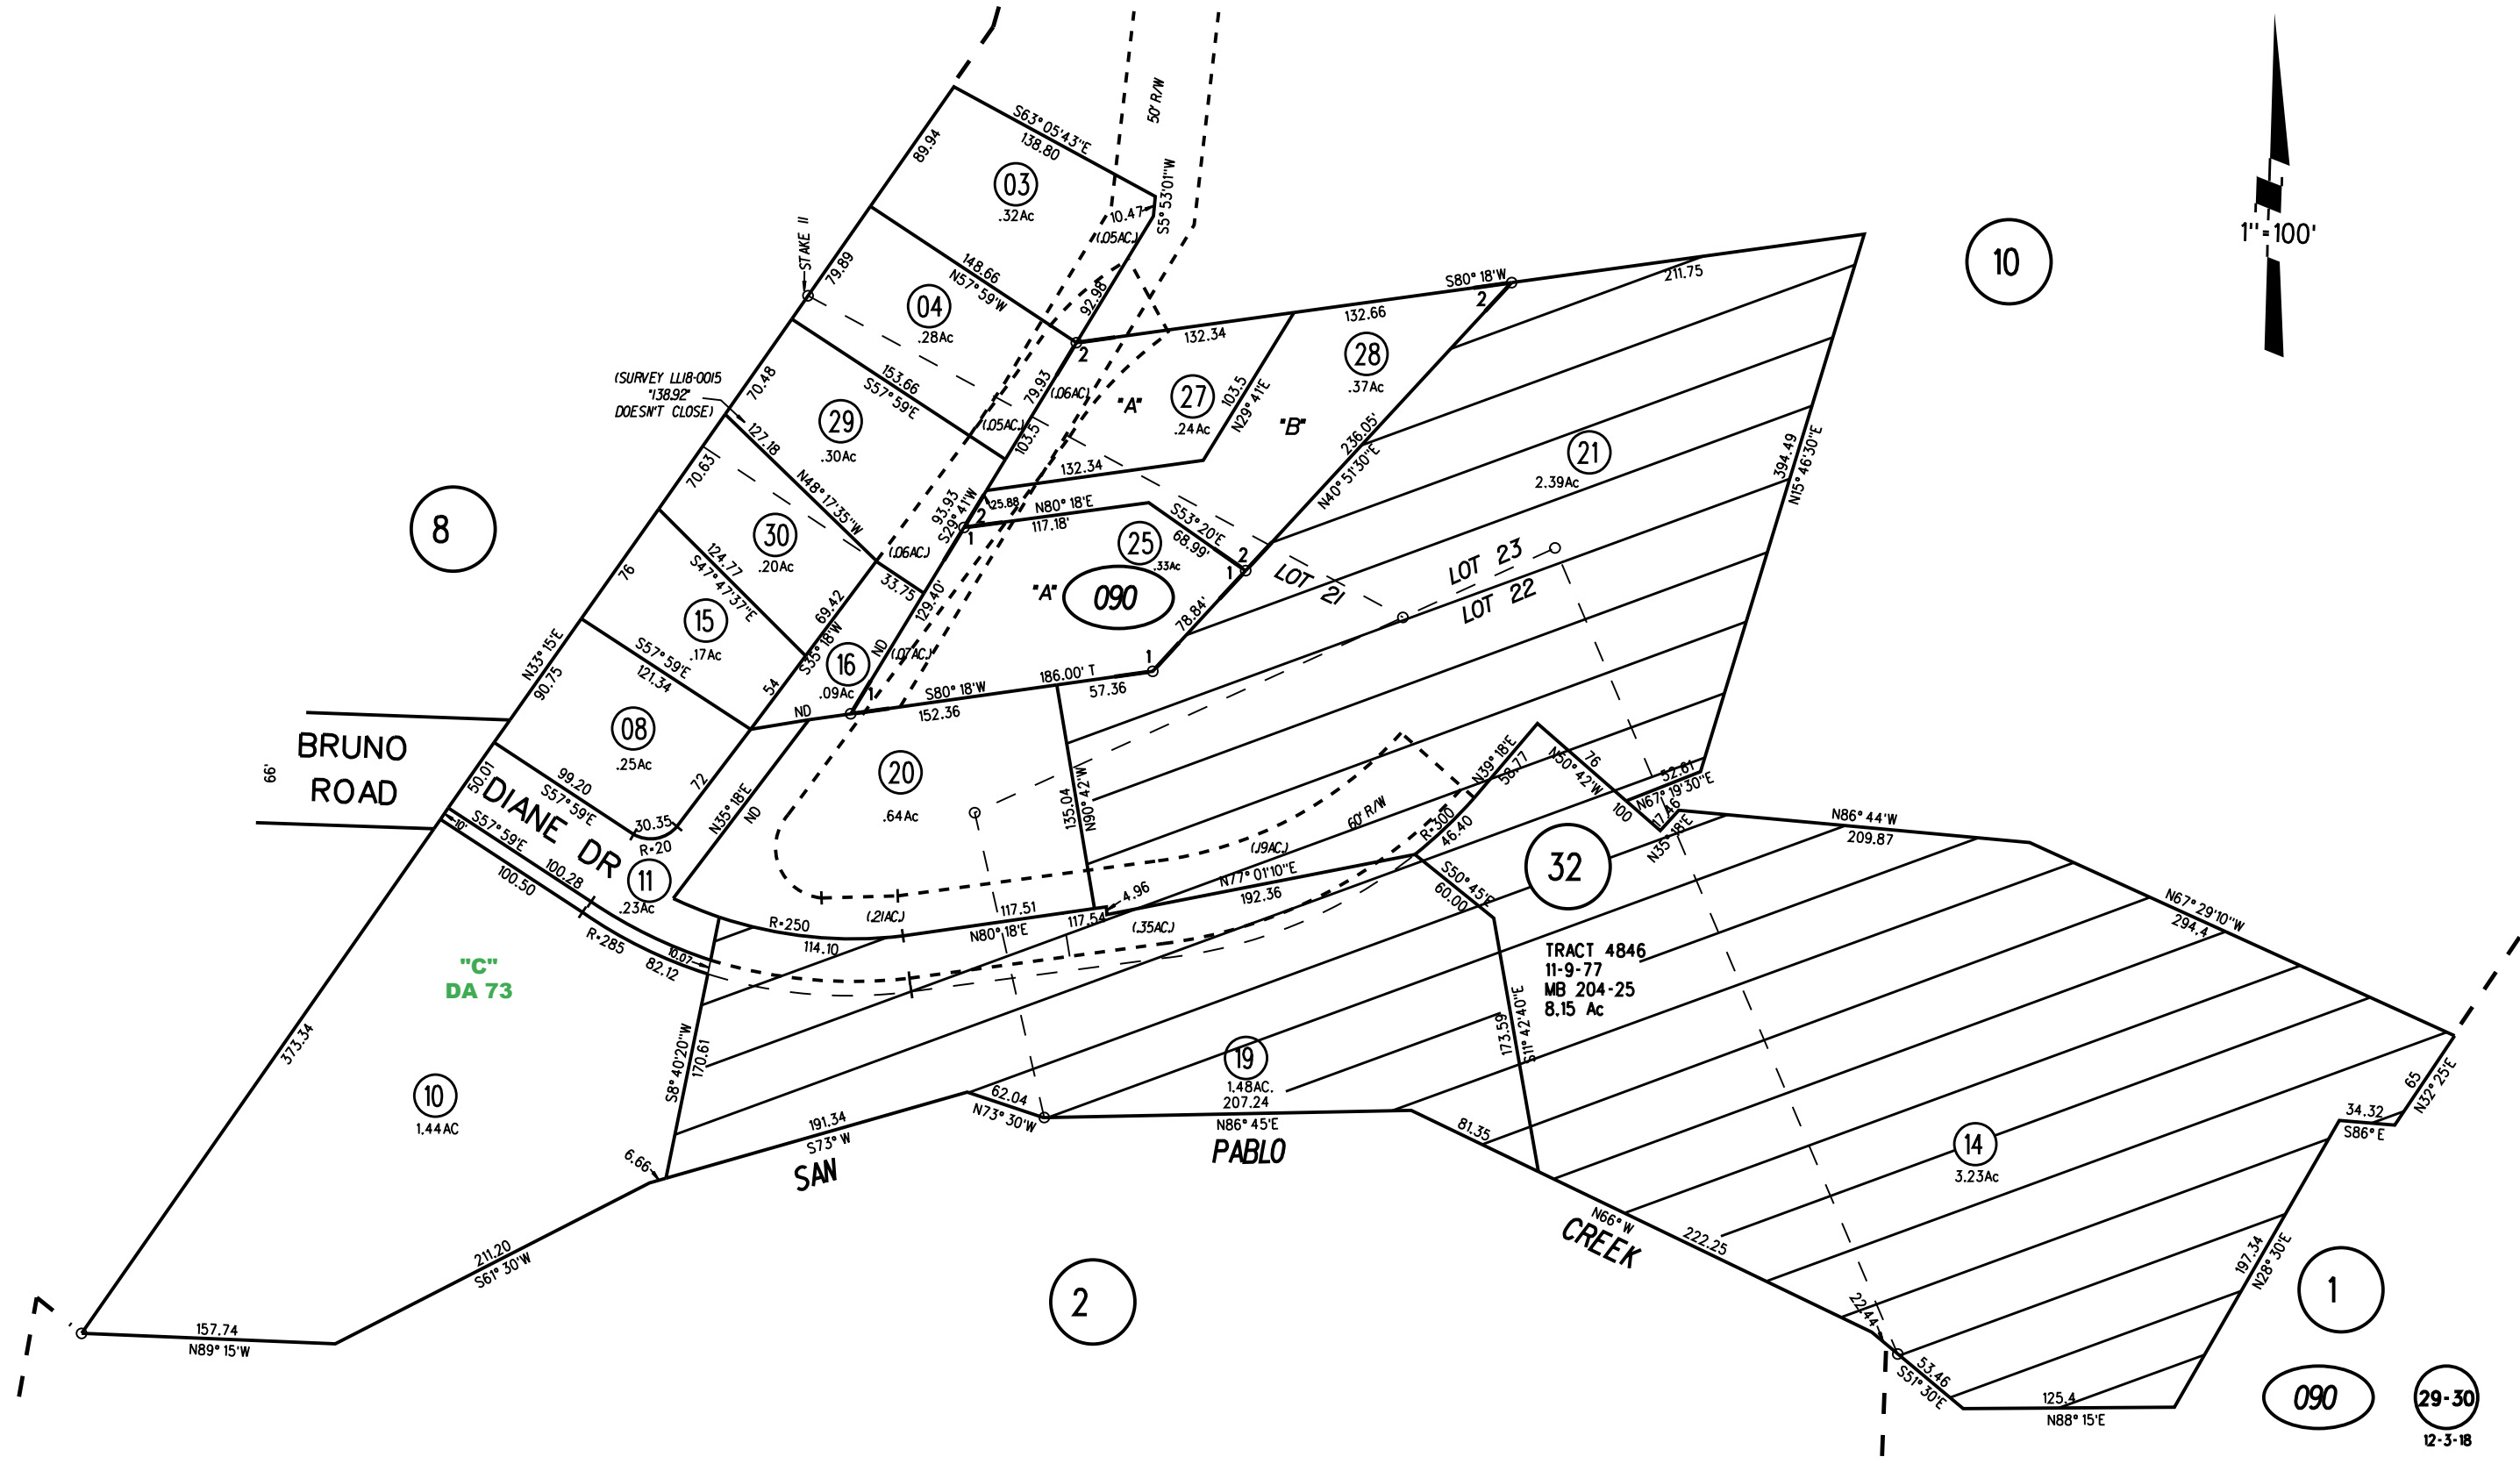 50' R/W
S63° 05'43"E
138.80
89.94
03
.32Ac
10.47
S5° 53'01"W
(.05AC.)
1"=100'
10
STAKE 11
79.89
148.66
N57° 59'W
04
.28Ac
92.98
S80° 18'W
2
211.75
132.66
132.34
2
28
.37Ac
(SURVEY LL18-0015
"138.92"
DOESN'T CLOSE)
70.48
153.66
S57° 59'E
79.93
(.06AC.)
"A"
27
.24Ac
103.5
N29° 41'E
"B"
29
.30Ac
127.18
(.05AC.)
103.5
236.05'
N40° 51'30"E
21
2.39Ac
394.49
N15° 46'30"E
70.63
N48° 17'35"W
132.34
93.93
S29° 41'W
25.88
N80° 18'E
117.18'
2
1
8
30
.20Ac
(.06AC.)
S53° 20'E
68.99'
25
.33Ac
090
"A"
2
1
LOT 21
LOT 23
LOT 22
76
124.77
S47° 47'37"E
33.75
129.40'
78.84'
15
.17Ac
69.42
S35° 18'W
16
.09Ac
ND
(.07AC.)
1
1
N33° 15'E
90.75
S57° 59'E
121.34
54
ND
S80° 18'W
186.00' T
152.36
57.36
BRUNO
ROAD
66'
08
.25Ac
50.01
99.20
S57° 59'E
72
30.35
R=20
N35° 18'E
ND
20
.64Ac
135.04
N90° 42'W
N39° 18'E
58.77
76
N50° 42'W
100
52.61
N67° 19'30"E
17.46
N35° 18'E
N86° 44'W
209.87
DIANE DR
10'
S57° 59'E
100.28
100.50
11
.23Ac
60' R/W
R=300
46.40
(.19AC.)
N77° 01'10"E
192.36
4.96
32
S50° 45'E
60.00
N67° 29'10"W
294.4
R=250
114.10
(.21AC.)
117.51
N80° 18'E
117.54
(.35AC.)
R=285
82.12
10.07
"C"
DA 73
TRACT 4846
11-9-77
MB 204-25
8.15 Ac
373.34
S8° 40'20"W
170.61
173.59
S11° 42'40"E
10
1.44AC
19
1.48AC.
207.24
N86° 45'E
62.04
N73° 30'W
191.34
S73° W
6.66
SAN
PABLO
CREEK
81.35
65
N32° 25'E
34.32
S86° E
14
3.23Ac
211.20
S61° 30'W
N66° W
222.25
197.34
N28° 30'E
2
1
22.44
157.74
N89° 15'W
53.46
S51° 30'E
125.4
N88° 15'E
090
29-30
12-3-18